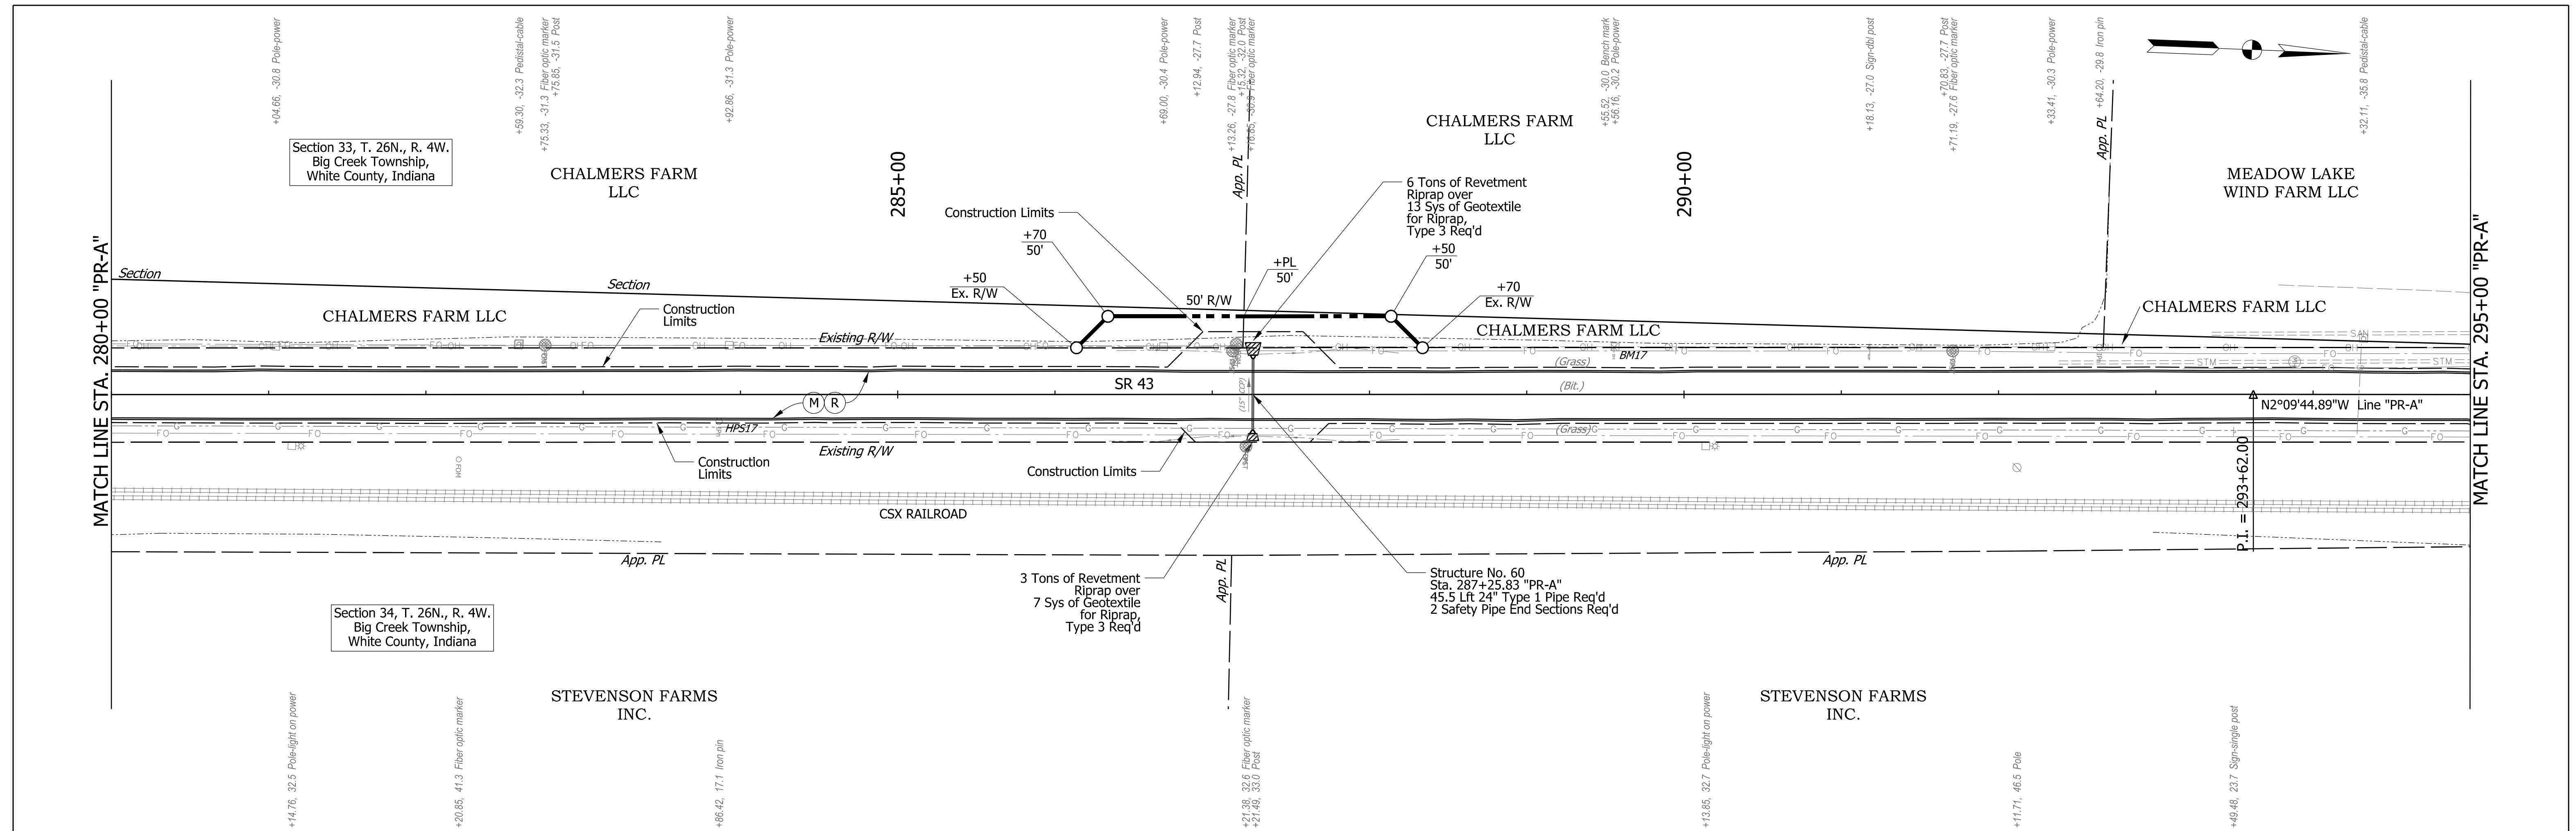 +04.66, -30.8 Pole-power
+59.30, -32.3 Pedistal-cable
+75.33, -31.3 Fiber optic marker
+75.85, -31.5 Post
+92.86, -31.3 Pole-power
+69.00, -30.4 Pole-power
+12.94, -27.7 Post
+13.26, -27.8 Fiber optic marker
+15.32, -32.0 Post
+16.85, -30.9 Fiber optic marker
+55.52, -30.0 Bench mark
+56.16, -30.2 Pole-power
+18.13, -27.0 Sign-dbl post
+70.83, -27.7 Post
+71.19, -27.6 Fiber optic marker
+33.41, -30.3 Pole-power
+64.20, -29.8 Iron pin
+32.11, -35.8 Pedistal-cable
Section 33, T. 26N., R. 4W.
Big Creek Township,
White County, Indiana
CHALMERS FARM
LLC
285+00
App. PL
CHALMERS FARM
LLC
290+00
App. PL
MEADOW LAKE
WIND FARM LLC
Construction Limits
6 Tons of Revetment
Riprap over
13 Sys of Geotextile
for Riprap,
Type 3 Req'd
+70
50'
+50
50'
+PL
50'
+50
Ex. R/W
+70
Ex. R/W
50' R/W
MATCH LINE STA. 280+00 "PR-A"
MATCH LINE STA. 295+00 "PR-A"
Section
Section
CHALMERS FARM LLC
Construction
Limits
Existing R/W
CHALMERS FARM LLC
CHALMERS FARM LLC
BM17
(Grass)
SAN
STM
STM
SR 43
(Bit.)
(15" CCP)
M R
N2°09'44.89"W Line "PR-A"
HPS17
(Grass)
Existing R/W
Construction
Limits
Construction Limits
FOM
P.I. = 293+62.00
CSX RAILROAD
App. PL
App. PL
App. PL
3 Tons of Revetment
Riprap over
7 Sys of Geotextile
for Riprap,
Type 3 Req'd
Structure No. 60
Sta. 287+25.83 "PR-A"
45.5 Lft 24" Type 1 Pipe Req'd
2 Safety Pipe End Sections Req'd
Section 34, T. 26N., R. 4W.
Big Creek Township,
White County, Indiana
STEVENSON FARMS
INC.
STEVENSON FARMS
INC.
+14.76, 32.5 Pole-light on power
+20.85, 41.3 Fiber optic marker
+86.42, 17.1 Iron pin
+21.38, 32.6 Fiber optic marker
+21.49, 33.0 Post
+13.85, 32.7 Pole-light on power
+11.71, 46.5 Pole
+49.48, 23.7 Sign-single post